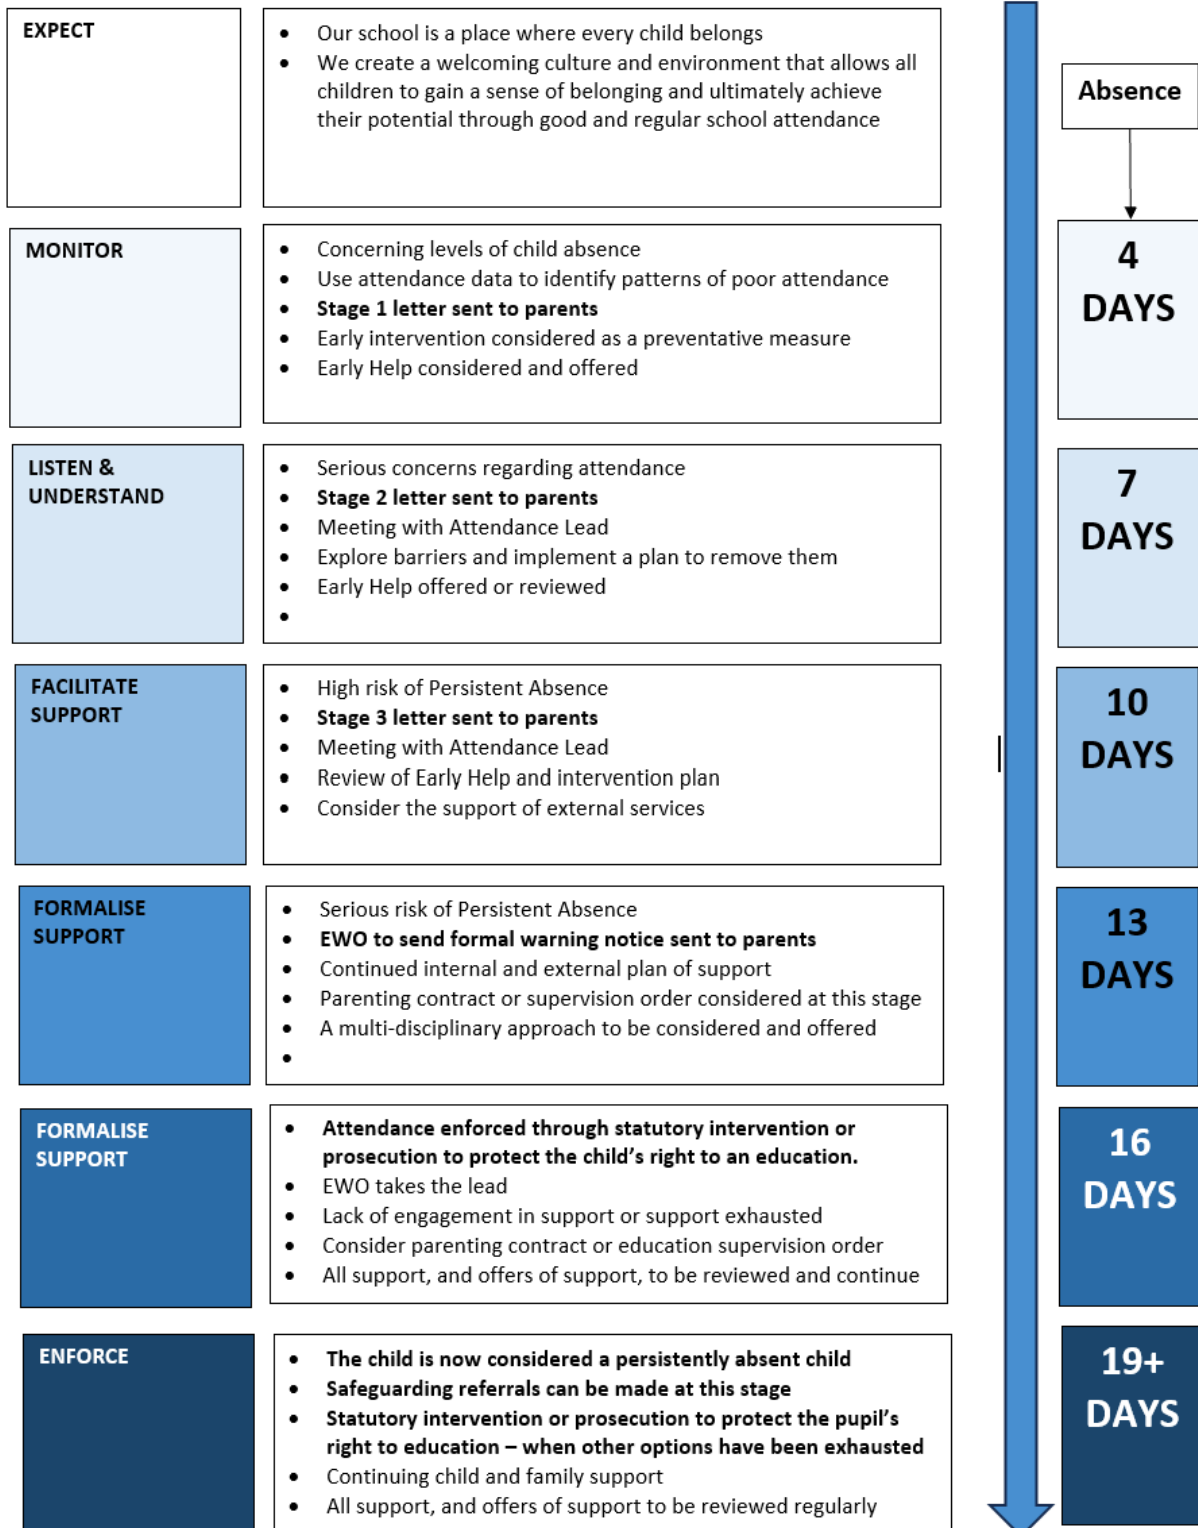 EXPECT
• Our school is a place where every child belongs
• We create a welcoming culture and environment that allows all
children to gain a sense of belonging and ultimately achieve
their potential through good and regular school attendance
Absence
MONITOR
• Concerning levels of child absence
• Use attendance data to identify patterns of poor attendance
• Stage 1 letter sent to parents
• Early intervention considered as a preventative measure
• Early Help considered and offered
4
DAYS
LISTEN &
UNDERSTAND
• Serious concerns regarding attendance
• Stage 2 letter sent to parents
• Meeting with Attendance Lead
• Explore barriers and implement a plan to remove them
• Early Help offered or reviewed
•
7
DAYS
FACILITATE
SUPPORT
• High risk of Persistent Absence
• Stage 3 letter sent to parents
• Meeting with Attendance Lead
• Review of Early Help and intervention plan
• Consider the support of external services
10
DAYS
FORMALISE
SUPPORT
• Serious risk of Persistent Absence
• EWO to send formal warning notice sent to parents
• Continued internal and external plan of support
• Parenting contract or supervision order considered at this stage
• A multi-disciplinary approach to be considered and offered
•
13
DAYS
FORMALISE
SUPPORT
• Attendance enforced through statutory intervention or
prosecution to protect the child’s right to an education.
• EWO takes the lead
• Lack of engagement in support or support exhausted
• Consider parenting contract or education supervision order
• All support, and offers of support, to be reviewed and continue
16
DAYS
ENFORCE
• The child is now considered a persistently absent child
• Safeguarding referrals can be made at this stage
• Statutory intervention or prosecution to protect the pupil’s
right to education – when other options have been exhausted
• Continuing child and family support
• All support, and offers of support to be reviewed regularly
19+
DAYS